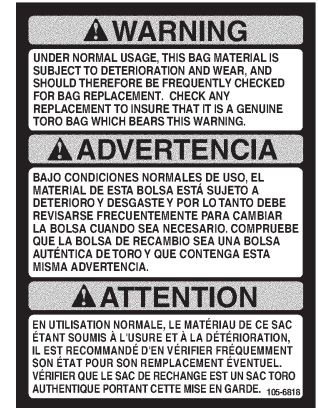 WARNING
UNDER NORMAL USAGE, THIS BAG MATERIAL IS
SUBJECT TO DETERIORATION AND WEAR, AND
SHOULD THEREFORE BE FREQUENTLY CHECKED
FOR BAG REPLACEMENT. CHECK ANY
REPLACEMENT TO INSURE THAT IT IS A GENUINE
TORO BAG WHICH BEARS THIS WARNING.
ADVERTENCIA
BAJO CONDICIONES NORMALES DE USO, EL
MATERIAL DE ESTA BOLSA ESTÁ SUJETO A
DETERIORO Y DESGASTE Y POR LO TANTO DEBE
REVISARSE FRECUENTEMENTE PARA CAMBIAR
LA BOLSA CUANDO SEA NECESARIO. COMPRUEBE
QUE LA BOLSA DE RECAMBIO SEA UNA BOLSA
AUTÉNTICA DE TORO Y QUE CONTENGA ESTA
MISMA ADVERTENCIA.
ATTENTION
EN UTILISATION NORMALE, LE MATÉRIAU DE CE SAC
ÉTANT SOUMIS À L'USURE ET À LA DÉTÉRIORATION,
IL EST RECOMMANDÉ D'EN VÉRIFIER FRÉQUEMMENT
SON ÉTAT POUR SON REMPLACEMENT ÉVENTUEL.
VÉRIFIER QUE LE SAC DE RECHANGE EST UN SAC TORO
AUTHENTIQUE PORTANT CETTE MISE EN GARDE. 105-6818